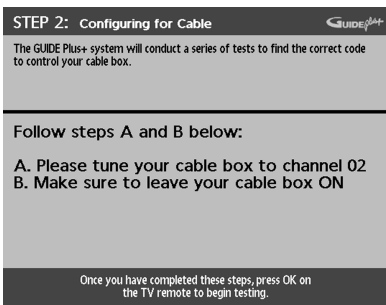 STEP 2: Configuring for Cable
GUIDE plus+
The GUIDE Plus+ system will conduct a series of tests to find the correct code
to control your cable box.
Follow steps A and B below:
A. Please tune your cable box to channel 02
B. Make sure to leave your cable box ON
Once you have completed these steps, press OK on
the TV remote to begin testing.